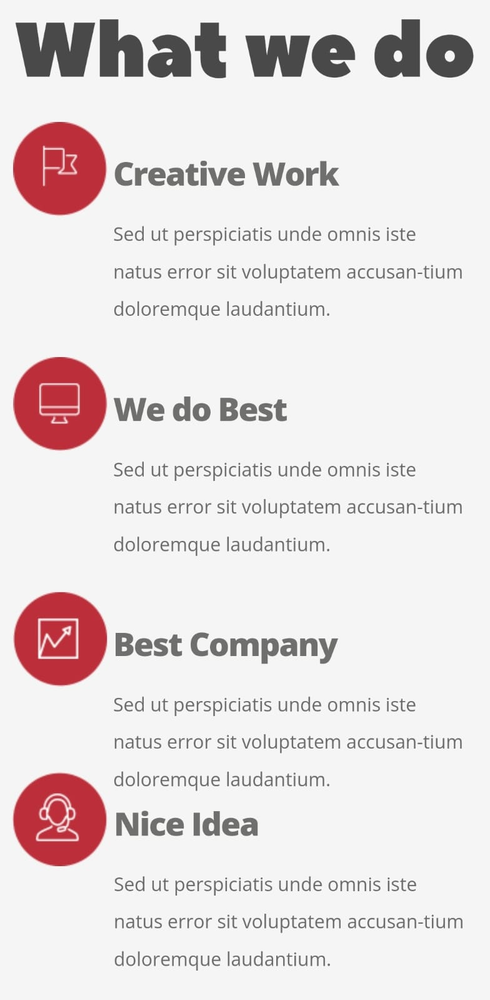 What we do
Creative Work
Sed ut perspiciatis unde omnis iste
natus error sit voluptatem accusan-tium
doloremque laudantium.
We do Best
Sed ut perspiciatis unde omnis iste
natus error sit voluptatem accusan-tium
doloremque laudantium.
Best Company
Sed ut perspiciatis unde omnis iste
natus error sit voluptatem accusan-tium
doloremque laudantium.
Nice Idea
Sed ut perspiciatis unde omnis iste
natus error sit voluptatem accusan-tium
doloremque laudantium.